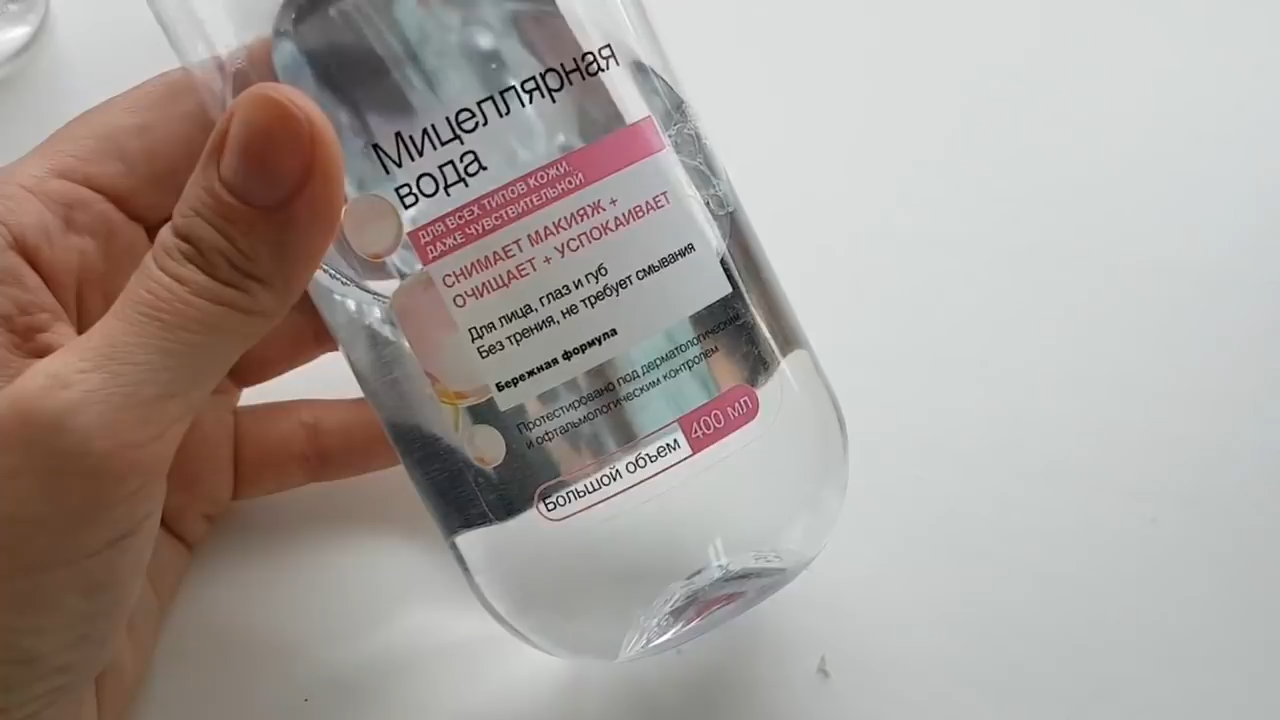 Мицеллярная
вода
ДЛЯ ВСЕХ ТИПОВ КОЖИ,
ДАЖЕ ЧУВСТВИТЕЛЬНОЙ
СНИМАЕТ МАКИЯЖ +
ОЧИЩАЕТ + УСПОКАИВАЕТ
Для лица, глаз и губ
Без трения, не требует смывания
Бережная формула
Протестировано под дерматологическим
и офтальмологическим контролем
Большой объем 400 мл